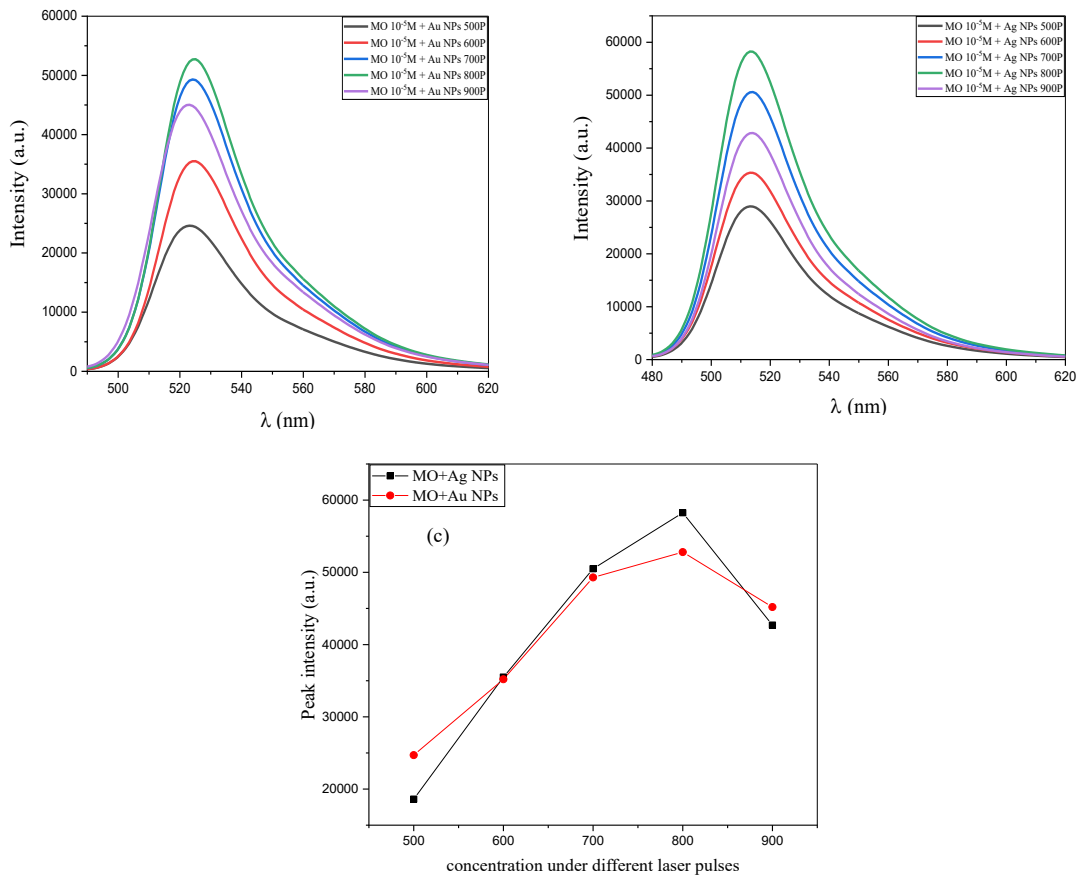 60000
50000
40000
30000
20000
10000
0
Intensity (a.u.)
MO 10⁻⁵M + Au NPs 500P
MO 10⁻⁵M + Au NPs 600P
MO 10⁻⁵M + Au NPs 700P
MO 10⁻⁵M + Au NPs 800P
MO 10⁻⁵M + Au NPs 900P
500 520 540 560 580 600 620
λ (nm)
60000
50000
40000
30000
20000
10000
0
Intensity (a.u.)
MO 10⁻⁵M + Ag NPs 500P
MO 10⁻⁵M + Ag NPs 600P
MO 10⁻⁵M + Ag NPs 700P
MO 10⁻⁵M + Ag NPs 800P
MO 10⁻⁵M + Ag NPs 900P
480 500 520 540 560 580 600 620
λ (nm)
MO+Ag NPs
MO+Au NPs
(c)
60000
50000
40000
30000
20000
Peak intensity (a.u.)
500 600 700 800 900
concentration under different laser pulses